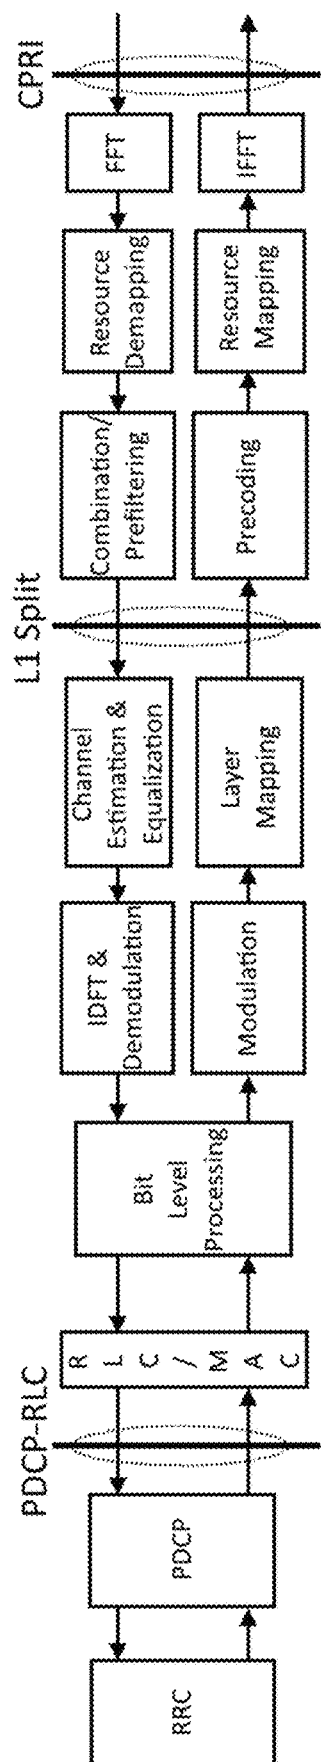 PDCP-RLC
L1 Split
CPRI
RRC
PDCP
R
L
C
/
M
A
C
Bit
Level
Processing
IDFT &
Demodulation
Channel
Estimation &
Equalization
Combination/
Prefiltering
Resource
Demapping
FFT
Modulation
Layer
Mapping
Precoding
Resource
Mapping
IFFT